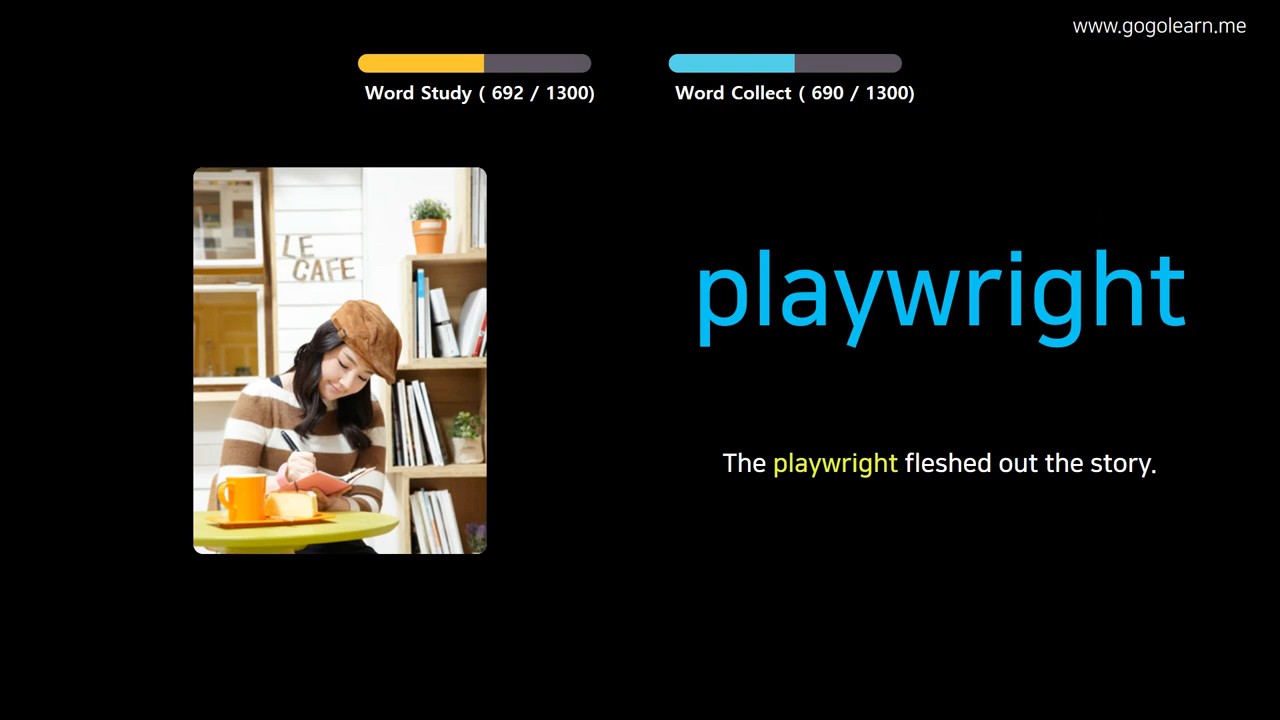 www.gogolearn.me
Word Study ( 692 / 1300)
Word Collect ( 690 / 1300)
LE
CAFE
playwright
The playwright fleshed out the story.